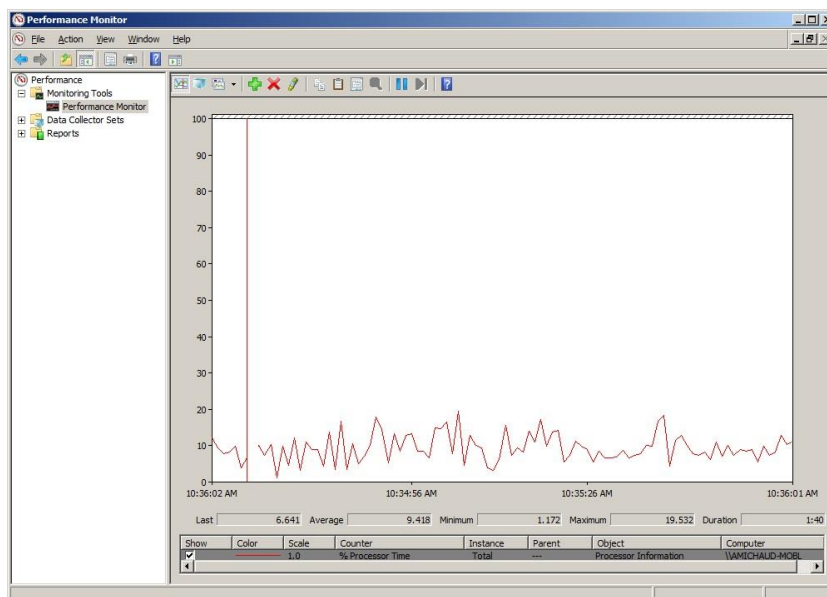 Performance Monitor
File Action View Window Help
Performance
Monitoring Tools
Performance Monitor
Data Collector Sets
Reports
100
90
80
70
60
50
40
30
20
10
0
10:36:02 AM 10:34:56 AM 10:35:26 AM 10:36:01 AM
Last 6.641 Average 9.418 Minimum 1.172 Maximum 19.532 Duration 1:40
Show Color Scale Counter Instance Parent Object Computer
1.0 % Processor Time _Total --- Processor Information \\AMICHAUD-MOBL